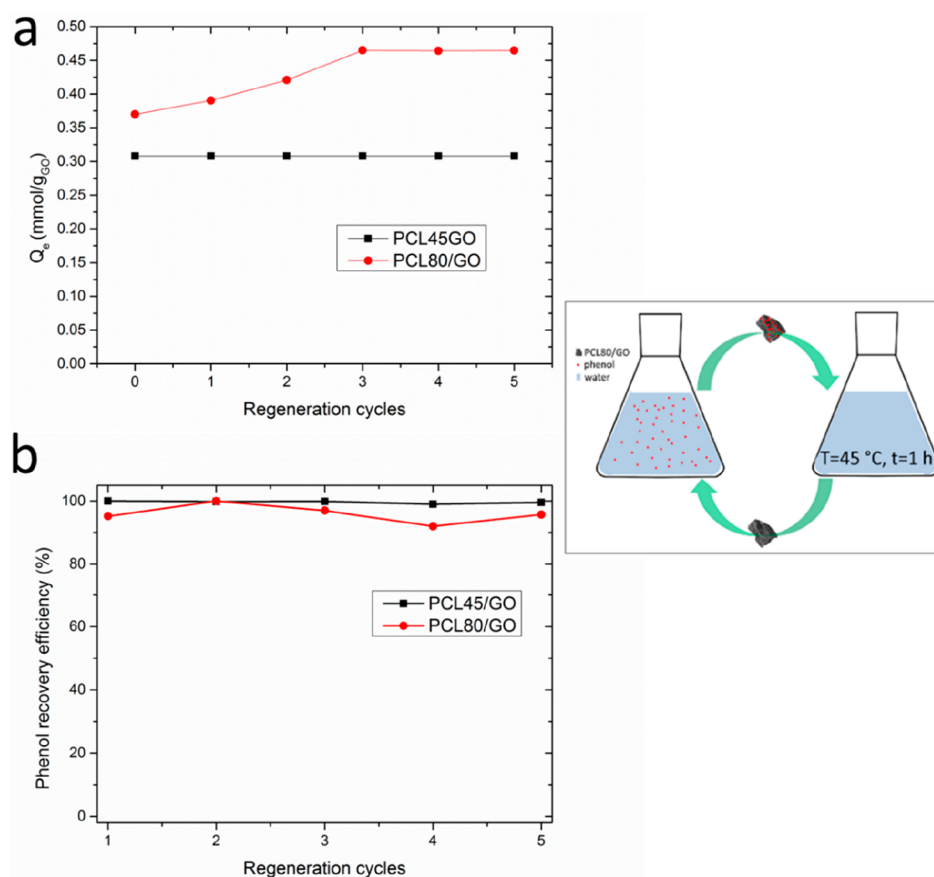 a
0.50
0.45
0.40
0.35
0.30
0.25
0.20
0.15
0.10
0.05
0.00
Qe (mmol/gGO)
PCL45GO
PCL80/GO
0 1 2 3 4 5
Regeneration cycles
PCL80/GO
phenol
water
T=45 °C, t=1 h
b
100
80
60
40
20
0
Phenol recovery efficiency (%)
PCL45/GO
PCL80/GO
1 2 3 4 5
Regeneration cycles